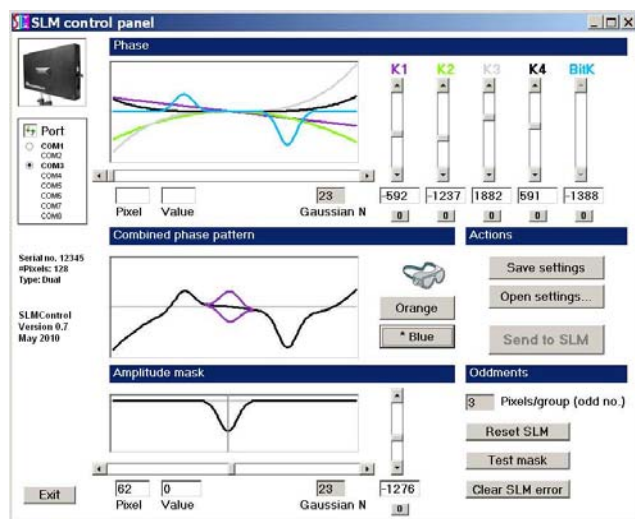 SLM control panel
Phase
K1 K2 K3 K4 BitK
Port
COM1
COM2
COM3
COM4
COM5
COM6
COM7
COM8
23 -592 -1237 1882 591 -1388
Pixel Value Gaussian N 0 0 0 0 0
Combined phase pattern
Actions
Serial no. 12345
#Pixels: 128
Type: Dual
SLMControl
Version 0.7
May 2010
Orange
* Blue
Save settings
Open settings...
Send to SLM
Amplitude mask
Oddments
3 Pixels/group (odd no.)
Reset SLM
Test mask
Clear SLM error
Exit
62 0 23 -1276
Pixel Value Gaussian N 0